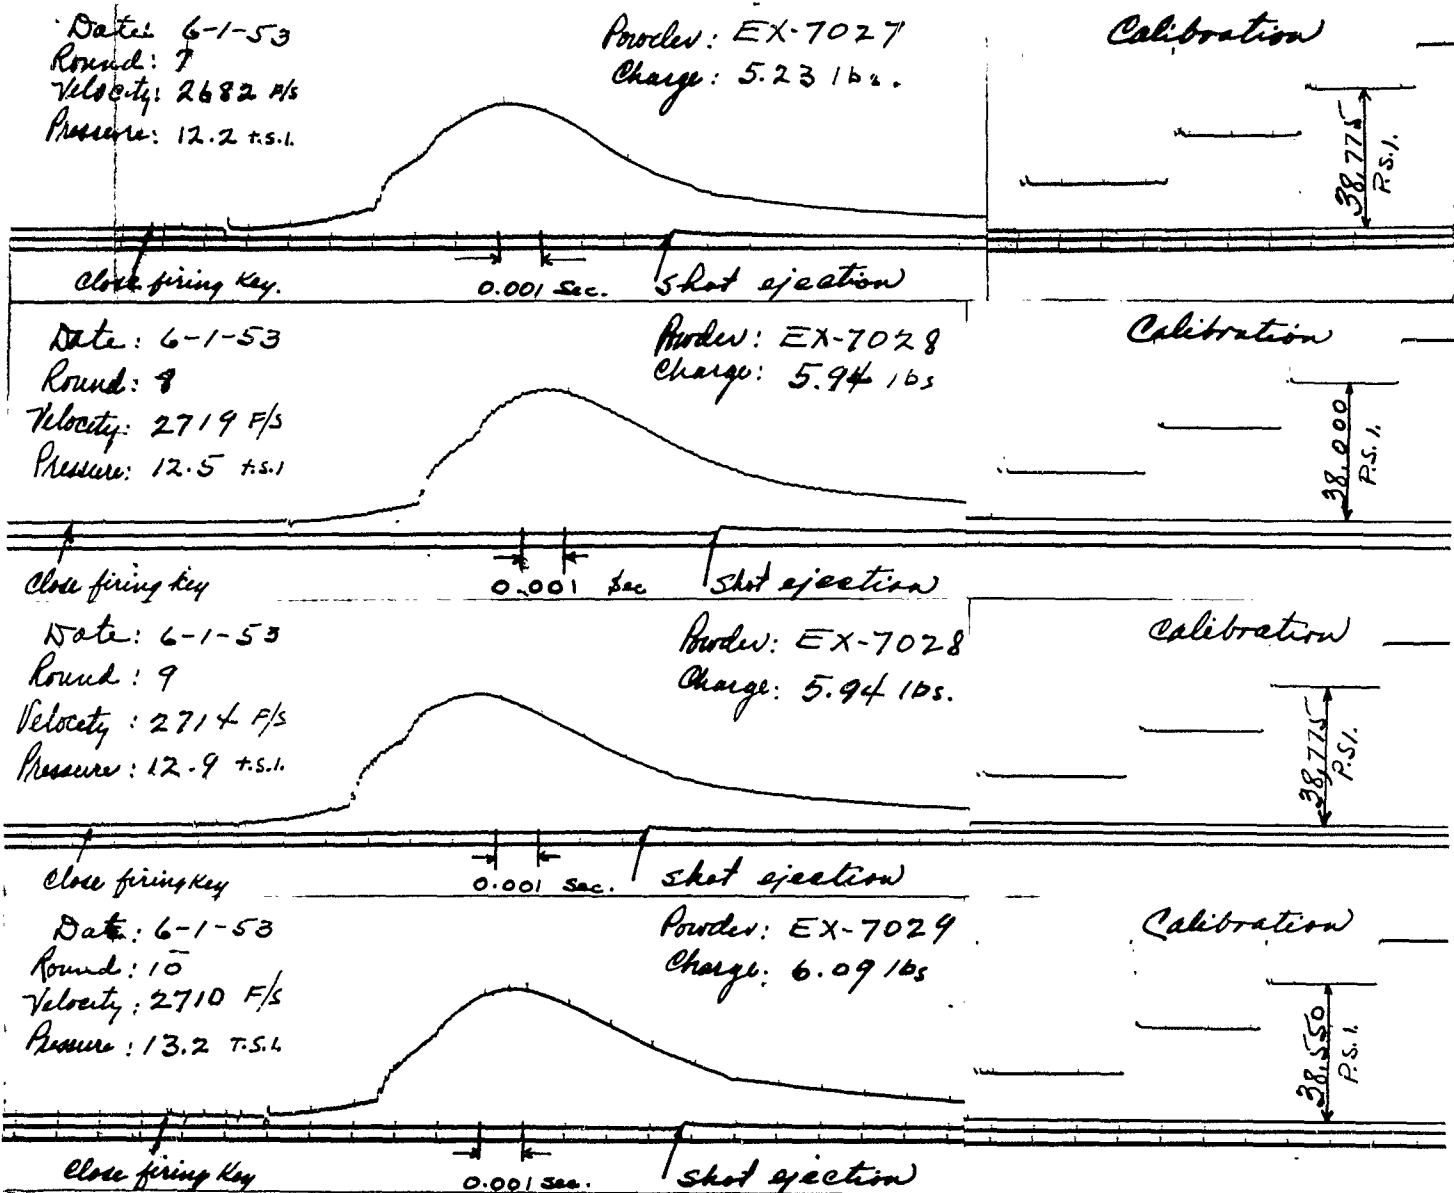 Date: 6-1-53
Round: 7
Velocity: 2682 F/s
Pressure: 12.2 t.s.i.
Powder: EX-7027
Charge: 5.23 lbs.
Calibration
38,775
P.S.I.
Close firing Key.
0.001 Sec.
Shot ejection
Date: 6-1-53
Round: 8
Velocity: 2719 F/s
Pressure: 12.5 t.s.i
Powder: EX-7028
Charge: 5.94 lbs
Calibration
38,000
P.S.I.
Close firing key
0.001 Sec
Shot ejection
Date: 6-1-53
Round: 9
Velocity: 2714 F/s
Pressure: 12.9 t.s.i.
Powder: EX-7028
Charge: 5.94 lbs.
Calibration
38,775
P.S.I.
Close firing Key
0.001 Sec.
shot ejection
Date: 6-1-53
Round: 10
Velocity: 2710 F/s
Pressure: 13.2 T.S.I.
Powder: EX-7029
Charge: 6.09 lbs
Calibration
38,550
P.S.I.
Close firing Key
0.001 sec.
shot ejection